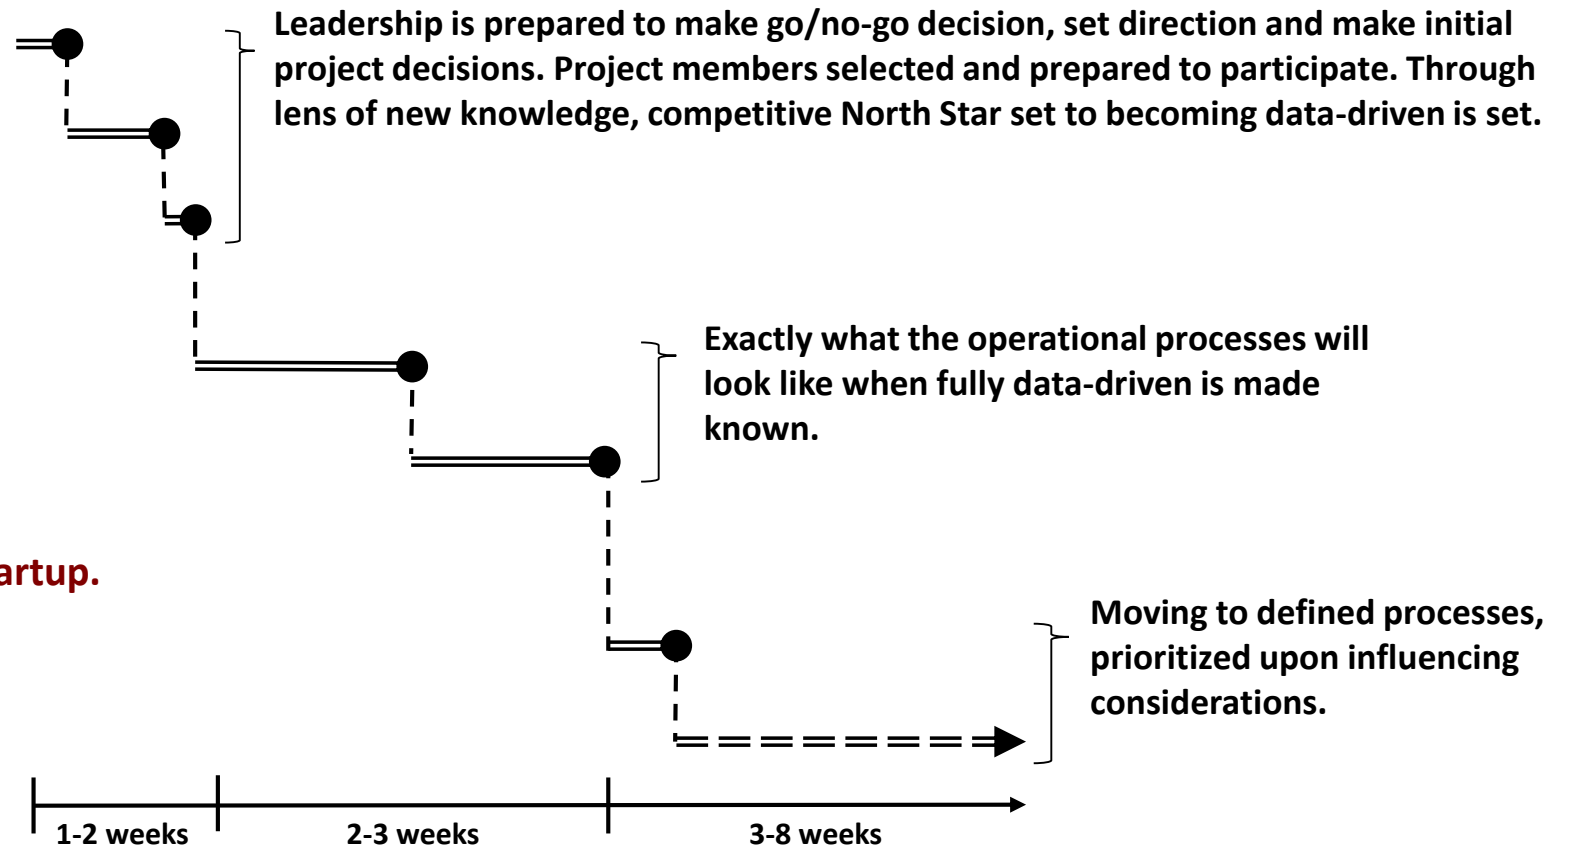 Leadership is prepared to make go/no-go decision, set direction and make initial
project decisions. Project members selected and prepared to participate. Through
lens of new knowledge, competitive North Star set to becoming data-driven is set.
Exactly what the operational processes will
look like when fully data-driven is made
known.
artup.
Moving to defined processes,
prioritized upon influencing
considerations.
1-2 weeks
2-3 weeks
3-8 weeks